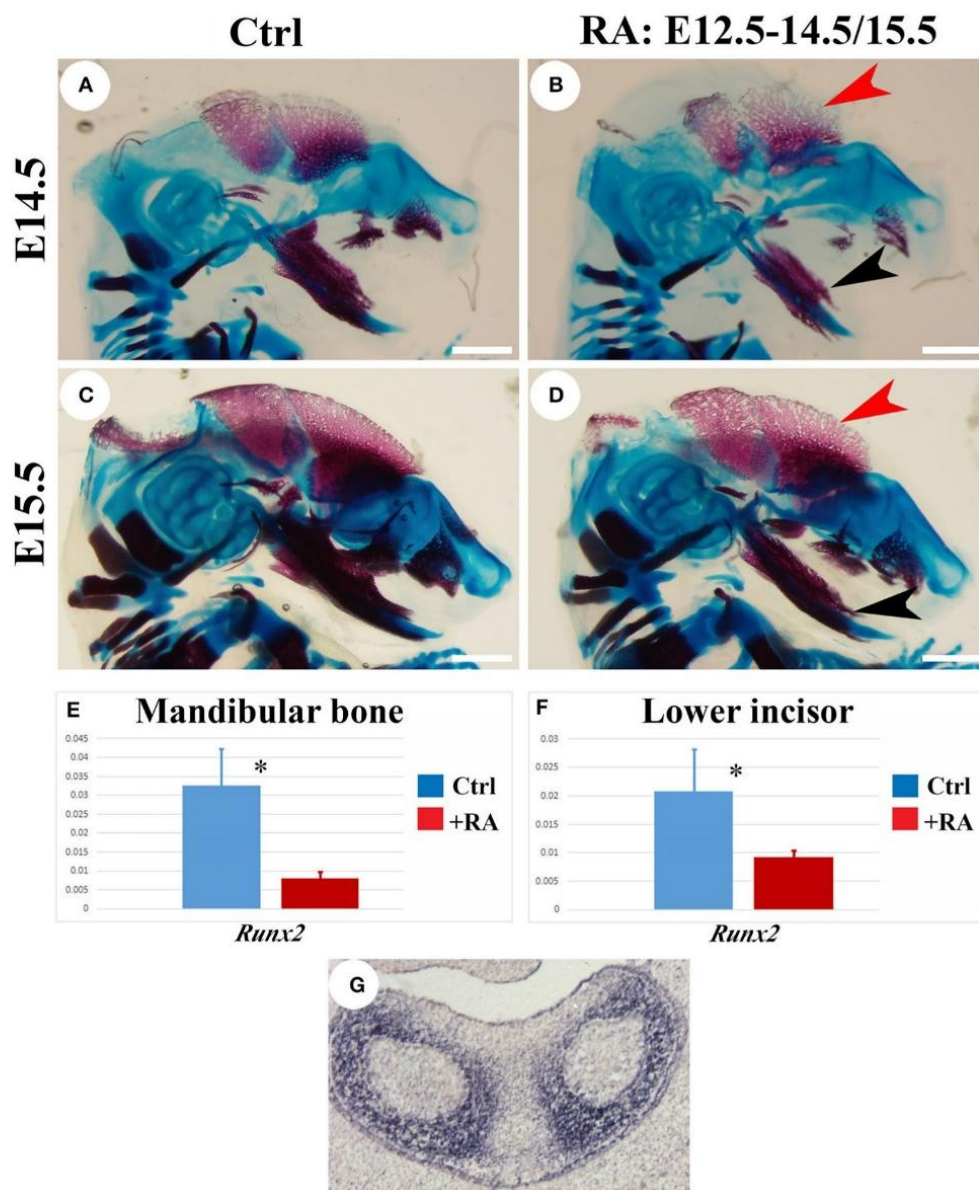 Ctrl
RA: E12.5-14.5/15.5
E14.5
A
B
E15.5
C
D
E
Mandibular bone
0.045
0.04
0.035
0.03
0.025
0.02
0.015
0.01
0.005
0
*
Ctrl
+RA
Runx2
F
Lower incisor
0.03
0.025
0.02
0.015
0.01
0.005
0
*
Ctrl
+RA
Runx2
G